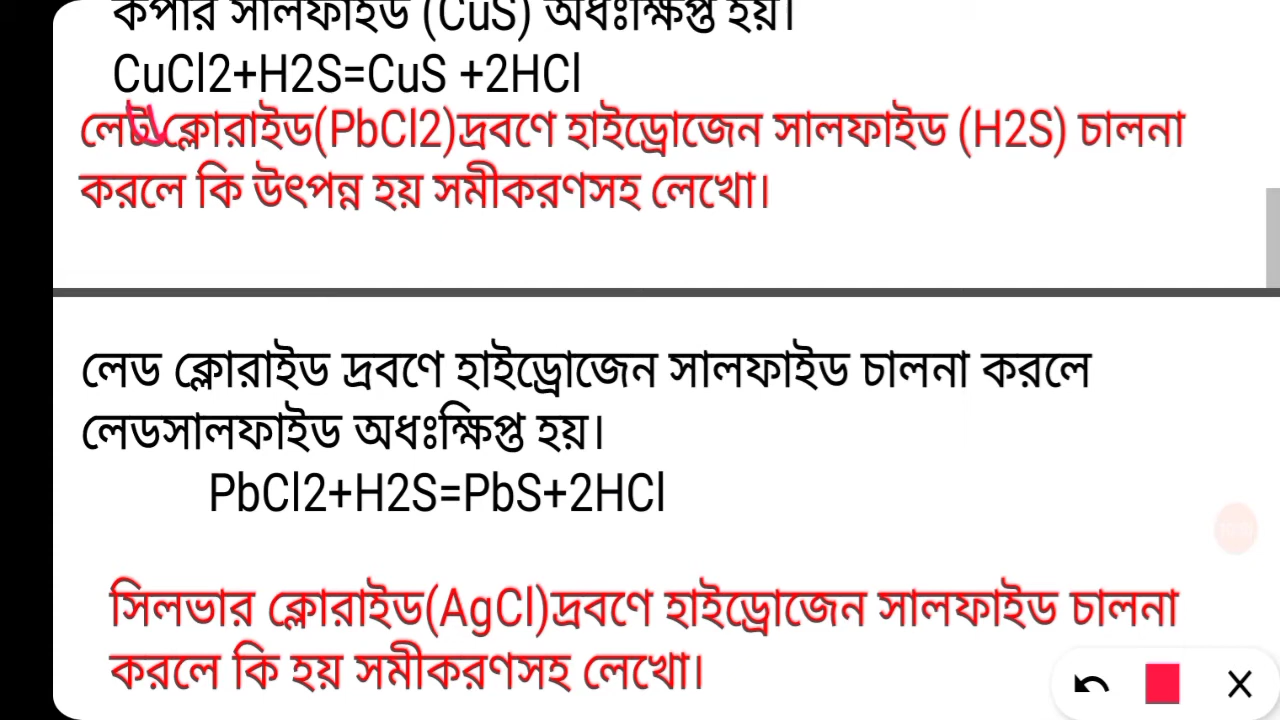 কপার সালফাইড (CuS) অধঃক্ষিপ্ত হয়।
CuCl2+H2S=CuS +2HCl
লেট ক্লোরাইড(PbCl2)দ্রবণে হাইড্রোজেন সালফাইড (H2S) চালনা
করলে কি উৎপন্ন হয় সমীকরণসহ লেখো।
লেড ক্লোরাইড দ্রবণে হাইড্রোজেন সালফাইড চালনা করলে
লেডসালফাইড অধঃক্ষিপ্ত হয়।
PbCl2+H2S=PbS+2HCl
সিলভার ক্লোরাইড(AgCl)দ্রবণে হাইড্রোজেন সালফাইড চালনা
করলে কি হয় সমীকরণসহ লেখো।